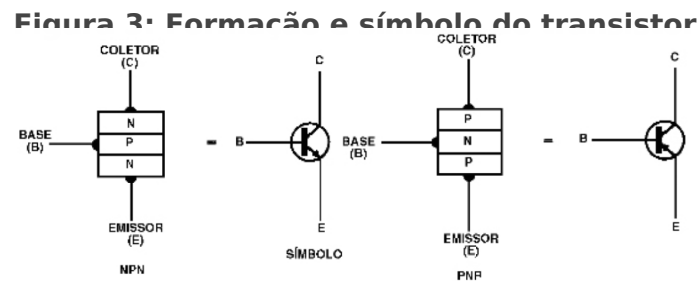 Figura 3: Formação e símbolo do transistor
COLETOR
(C)
N
P
N
BASE
(B)
EMISSOR
(E)
NPN
=
C
B
E
SÍMBOLO
COLETOR
(C)
P
N
P
BASE
(B)
EMISSOR
(E)
PNP
=
C
B
E